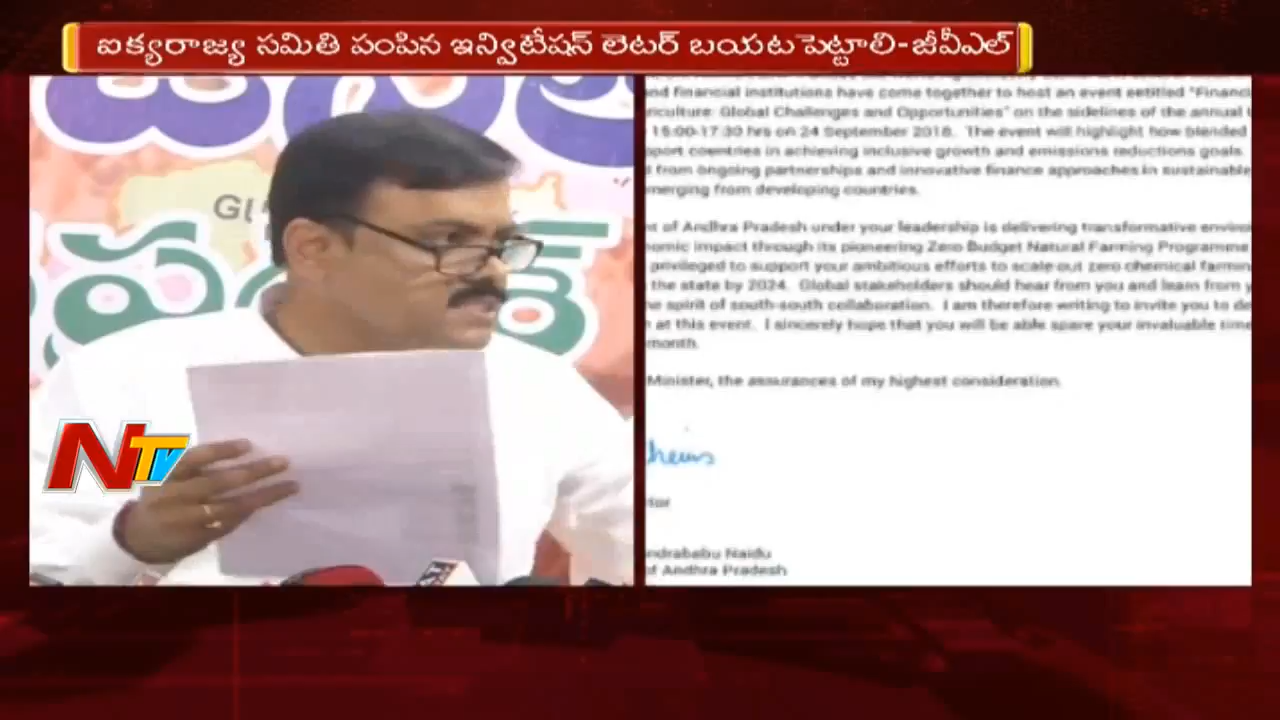 ఐక్యరాజ్య సమితి పంపిన ఇన్విటేషన్ లెటర్ బయట పెట్టాలి-జీవీఎల్
and financial institutions have come together to host an event eetitled "Financi
riculture: Global Challenges and Opportunities" on the sidelines of the annual
15:00-17:30 hrs on 24 September 2018. The event will highlight how blended
pport countries in achieving inclusive growth and emissions reductions goals.
from ongoing partnerships and innovative finance approaches in sustainable
merging from developing countries.
nt of Andhra Pradesh under your leadership is delivering transformative enviro
nomic impact through its pioneering Zero Budget Natural Farming Programme
privileged to support your ambitious efforts to scale out zero chemical farmin
the state by 2024. Global stakeholders should hear from you and learn from y
he spirit of south-south collaboration. I am therefore writing to invite you to de
at this event. I sincerely hope that you will be able spare your invaluable time
month.
Minister, the assurances of my highest consideration.
ndrababu Naidu
of Andhra Pradesh
NTV